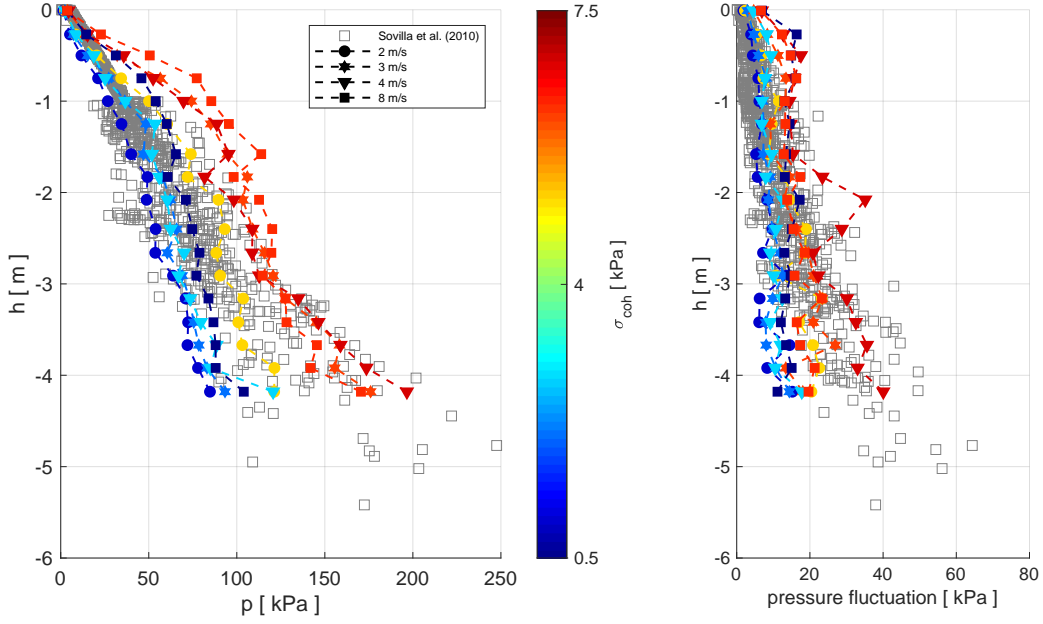 Sovilla et al. (2010)
2 m/s
3 m/s
4 m/s
8 m/s
0
-1
-2
-3
-4
-5
-6
h [ m ]
0
50
100
150
200
250
p [ kPa ]
7.5
4
0.5
σ coh [kPa]
0
-1
-2
-3
-4
-5
-6
h [ m ]
0
20
40
60
80
pressure fluctuation [ kPa ]